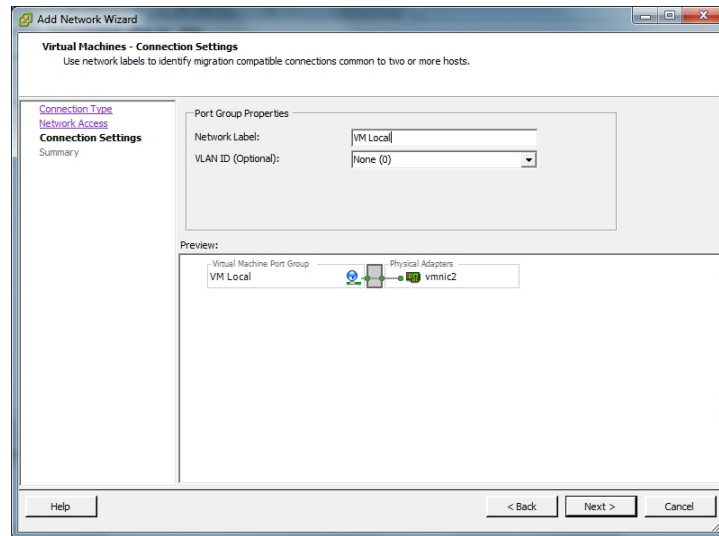 Add Network Wizard
Virtual Machines - Connection Settings
Use network labels to identify migration compatible connections common to two or more hosts.
Connection Type
Network Access
Connection Settings
Summary
Port Group Properties
Network Label:
VM Local
VLAN ID (Optional):
None (0)
Preview:
Virtual Machine Port Group
VM Local
Physical Adapters
vmnic2
Help
< Back
Next >
Cancel